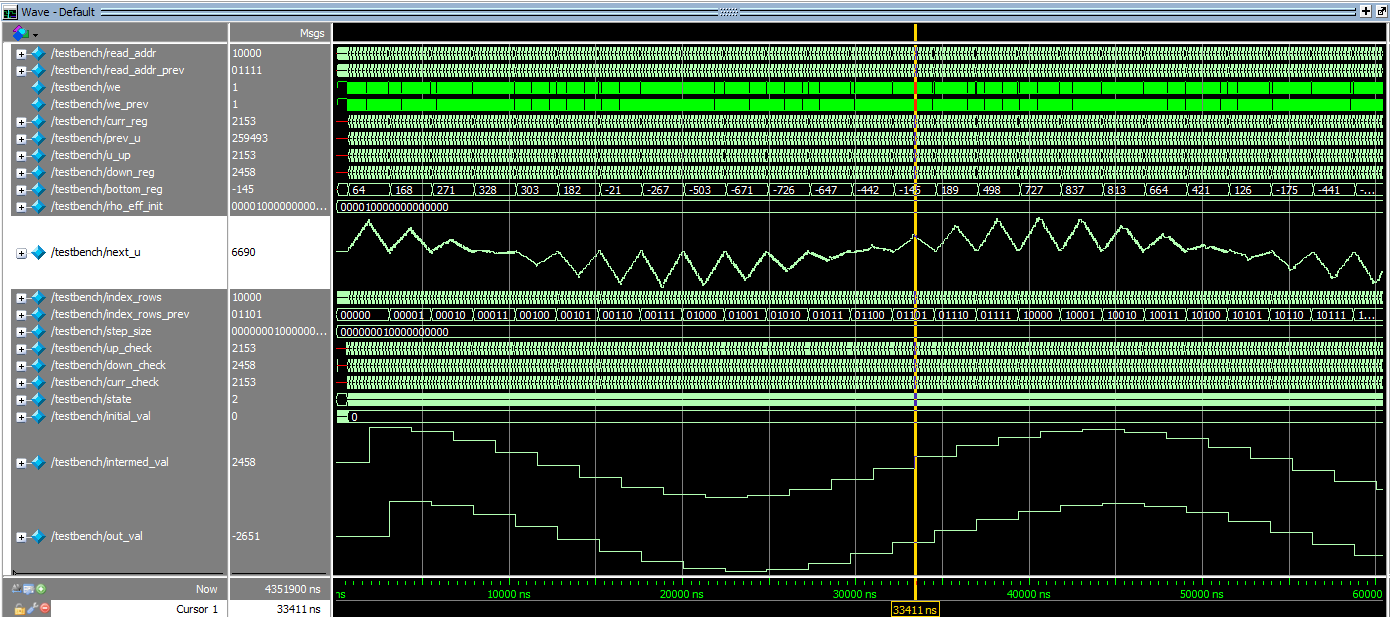 Wave - Default
Msgs
/testbench/read_addr 10000
/testbench/read_addr_prev 01111
/testbench/we 1
/testbench/we_prev 1
/testbench/curr_reg 2153
/testbench/prev_u 259493
/testbench/u_up 2153
/testbench/down_reg 2458
/testbench/bottom_reg -145 64 168 271 328 303 182 -21 -267 -503 -671 -726 -647 -442 -145 189 498 727 837 813 664 421 126 -175 -441 -...
/testbench/rho_eff_init 00001000000000... 000010000000000000
/testbench/next_u 6690
/testbench/index_rows 10000
/testbench/index_rows_prev 01101 00000 00001 00010 00011 00100 00101 00110 00111 01000 01001 01010 01011 01100 01101 01110 01111 10000 10001 10010 10011 10100 10101 10110 10111 1...
/testbench/step_size 00000001000000... 000000010000000000
/testbench/up_check 2153
/testbench/down_check 2458
/testbench/curr_check 2153
/testbench/state 2
/testbench/initial_val 0 0
/testbench/intermed_val 2458
/testbench/out_val -2651
Now 4351900 ns ns 10000 ns 20000 ns 30000 ns 40000 ns 50000 ns 60000
Cursor 1 33411 ns 33411 ns